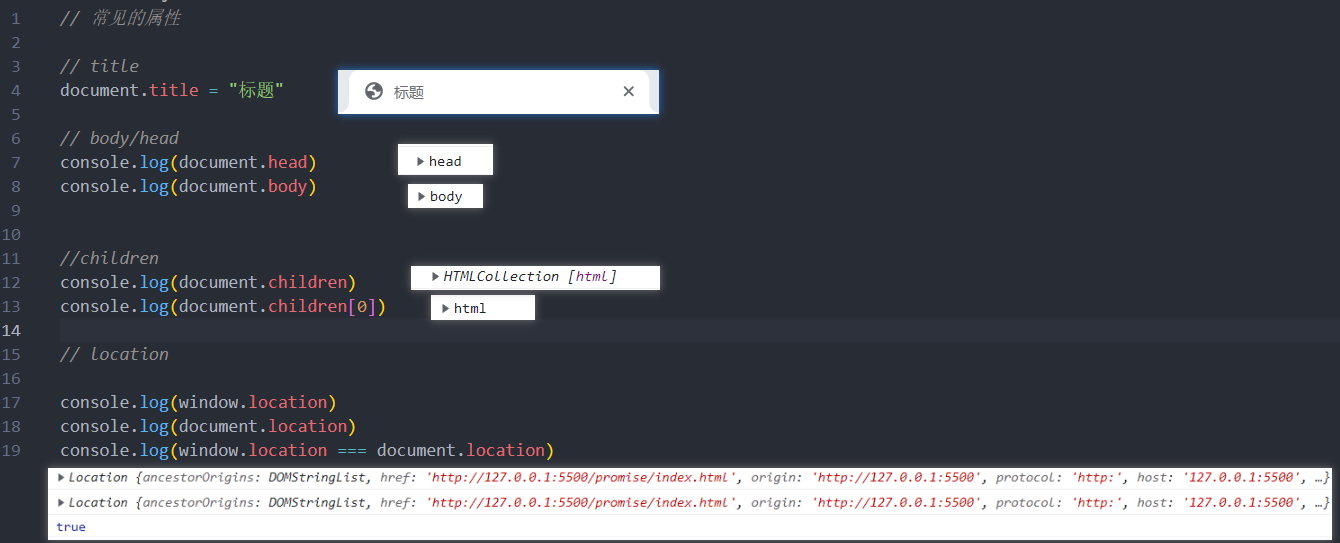 1 // 常见的属性
2
3 // title
4 document.title = "标题"
标题 ×
5
6 // body/head
7 console.log(document.head)
▶ head
8 console.log(document.body)
▶ body
9
10
11 //children
12 console.log(document.children)
▶ HTMLCollection [html]
13 console.log(document.children[0])
▶ html
14
15 // location
16
17 console.log(window.location)
18 console.log(document.location)
19 console.log(window.location === document.location)
▶ Location {ancestorOrigins: DOMStringList, href: 'http://127.0.0.1:5500/promise/index.html', origin: 'http://127.0.0.1:5500', protocol: 'http:', host: '127.0.0.1:5500', …}
▶ Location {ancestorOrigins: DOMStringList, href: 'http://127.0.0.1:5500/promise/index.html', origin: 'http://127.0.0.1:5500', protocol: 'http:', host: '127.0.0.1:5500', …}
true